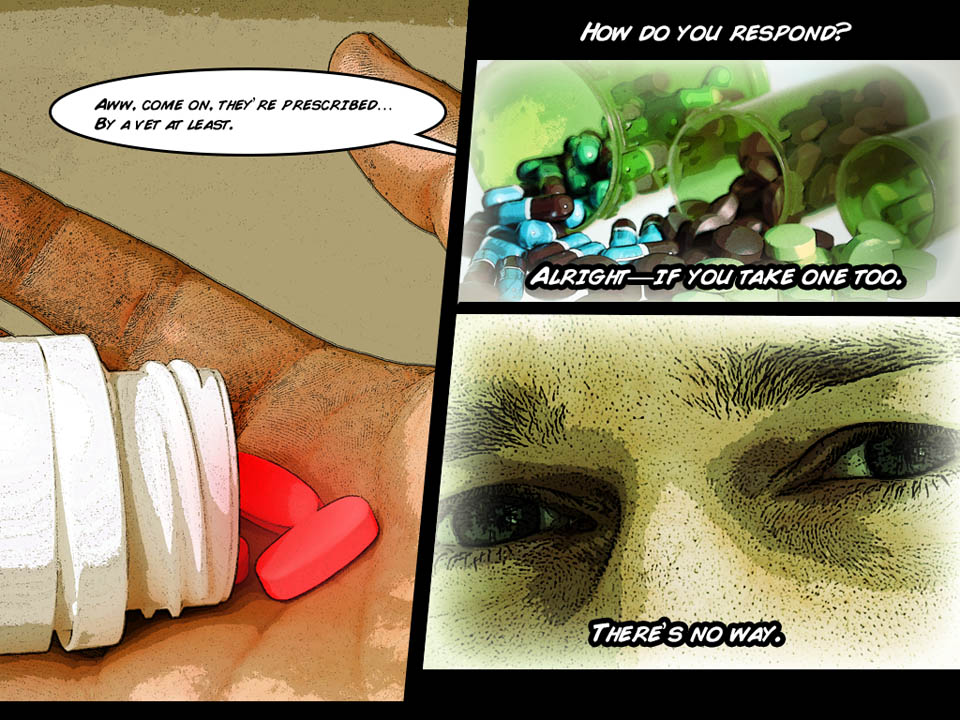 Aww, come on, they're prescribed...
By a vet at least.
How do you respond?
Alright—if you take one too.
There's no way.